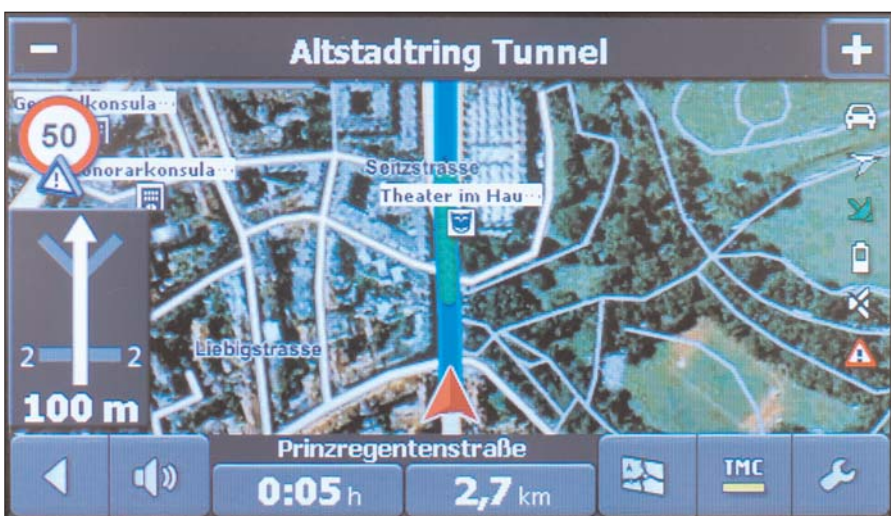 Altstadtring Tunnel
50
Seitzstrasse
Theater im Hau...
Liebigstrasse
2 2
100 m
Prinzregentenstraße
0:05 h
2,7 km
TMC